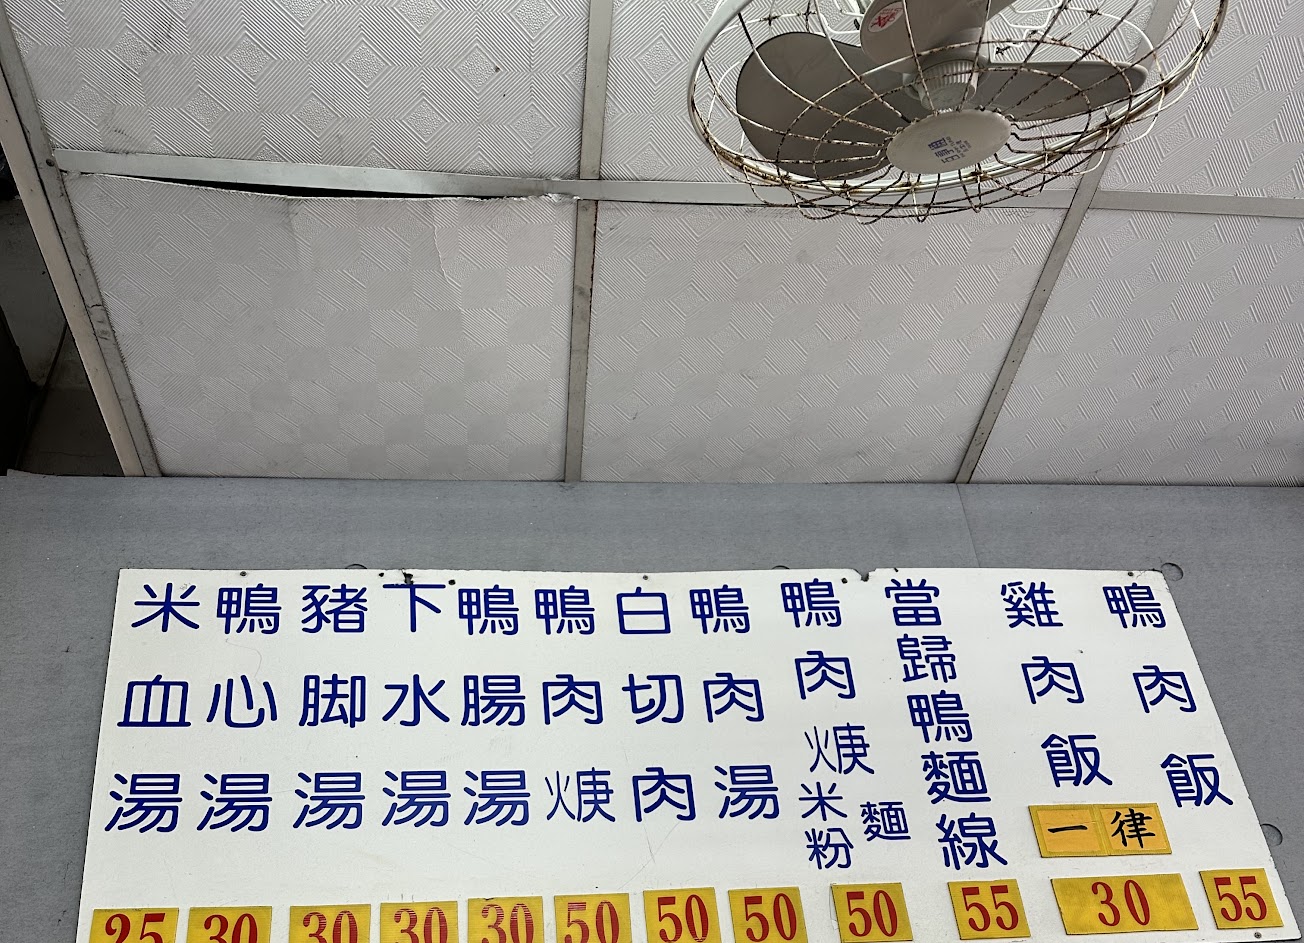 鴨肉飯
55
雞肉飯
一律
30
當歸鴨麵線
55
鴨肉焿
米粉
麵
50
鴨肉湯
50
白切肉
50
鴨肉焿
50
鴨腸湯
30
下水湯
30
豬脚湯
30
鴨心湯
30
米血湯
25